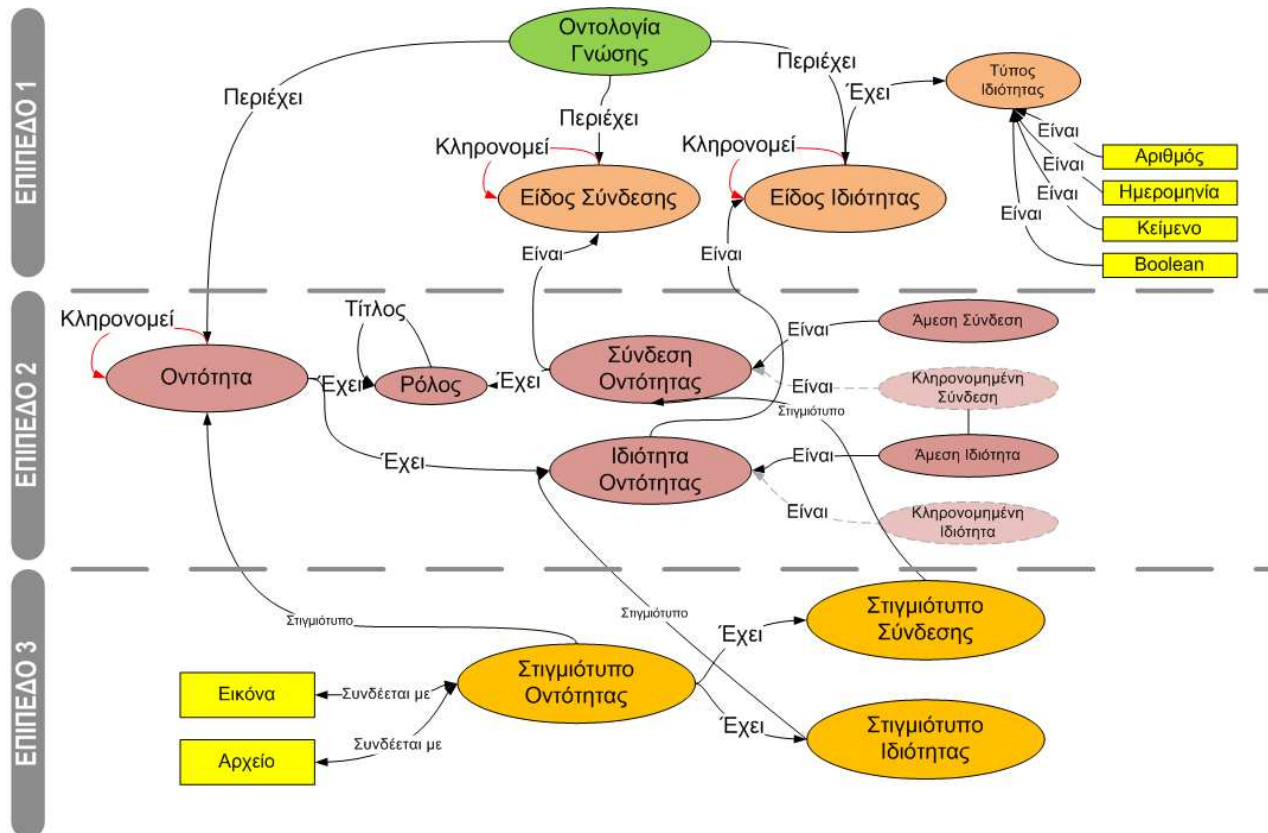 ΕΠΙΠΕΔΟ 1
Οντολογία
Γνώσης
Περιέχει
Περιέχει
Περιέχει
Έχει
Τύπος
Ιδιότητας
Κληρονομεί
Κληρονομεί
Είδος Σύνδεσης
Είδος Ιδιότητας
Είναι
Είναι
Είναι
Είναι
Αριθμός
Ημερομηνία
Κείμενο
Boolean
Είναι
Είναι
ΕΠΙΠΕΔΟ 2
Κληρονομεί
Τίτλος
Οντότητα
Έχει
Ρόλος
Έχει
Σύνδεση
Οντότητας
Είναι
Άμεση Σύνδεση
Είναι
Κληρονομημένη
Σύνδεση
Στιγμιότυπο
Έχει
Ιδιότητα
Οντότητας
Είναι
Άμεση Ιδιότητα
Είναι
Κληρονομημένη
Ιδιότητα
ΕΠΙΠΕΔΟ 3
Στιγμιότυπο
Στιγμιότυπο
Στιγμιότυπο
Σύνδεσης
Έχει
Στιγμιότυπο
Οντότητας
Εικόνα
Συνδέεται με
Έχει
Στιγμιότυπο
Ιδιότητας
Συνδέεται με
Αρχείο